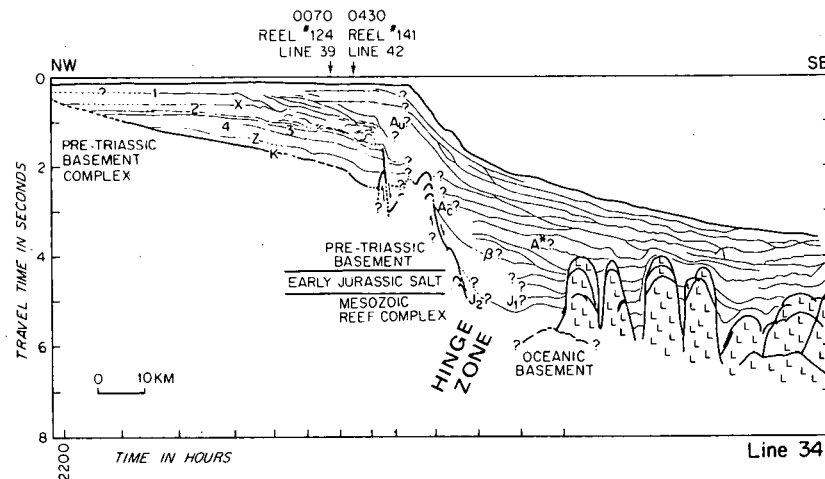 0070 0430
REEL #124 REEL #141
LINE 39 LINE 42
NW
SE
0
2
4
6
8
TRAVEL TIME IN SECONDS
?
1
X
2
4
3
Z
K
?
Au?
?
PRE-TRIASSIC
BASEMENT
COMPLEX
?
?
?
?
?
?
Ac?
?
A*?
β?
?
?
PRE-TRIASSIC
BASEMENT
EARLY JURASSIC SALT
MESOZOIC
REEF COMPLEX
J2?
J1?
HINGE
ZONE
?
?
OCEANIC
BASEMENT
0 10 KM
2200
TIME IN HOURS
Line 34